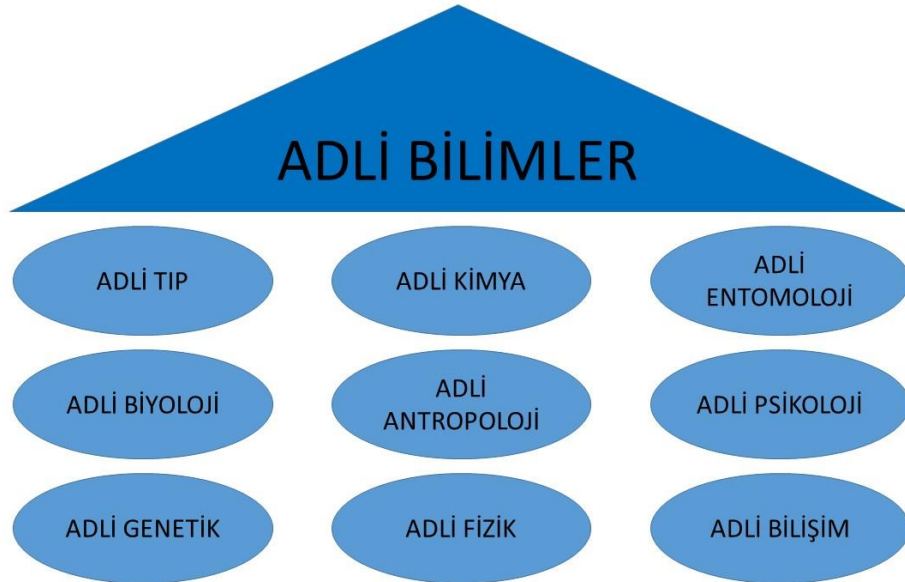 ADLİ BİLİMLER
ADLİ TIP
ADLİ KİMYA
ADLİ
ENTOMOLOJİ
ADLİ BİYOLOJİ
ADLİ
ANTROPOLOJİ
ADLİ PSİKOLOJİ
ADLİ GENETİK
ADLİ FİZİK
ADLİ BİLİŞİM